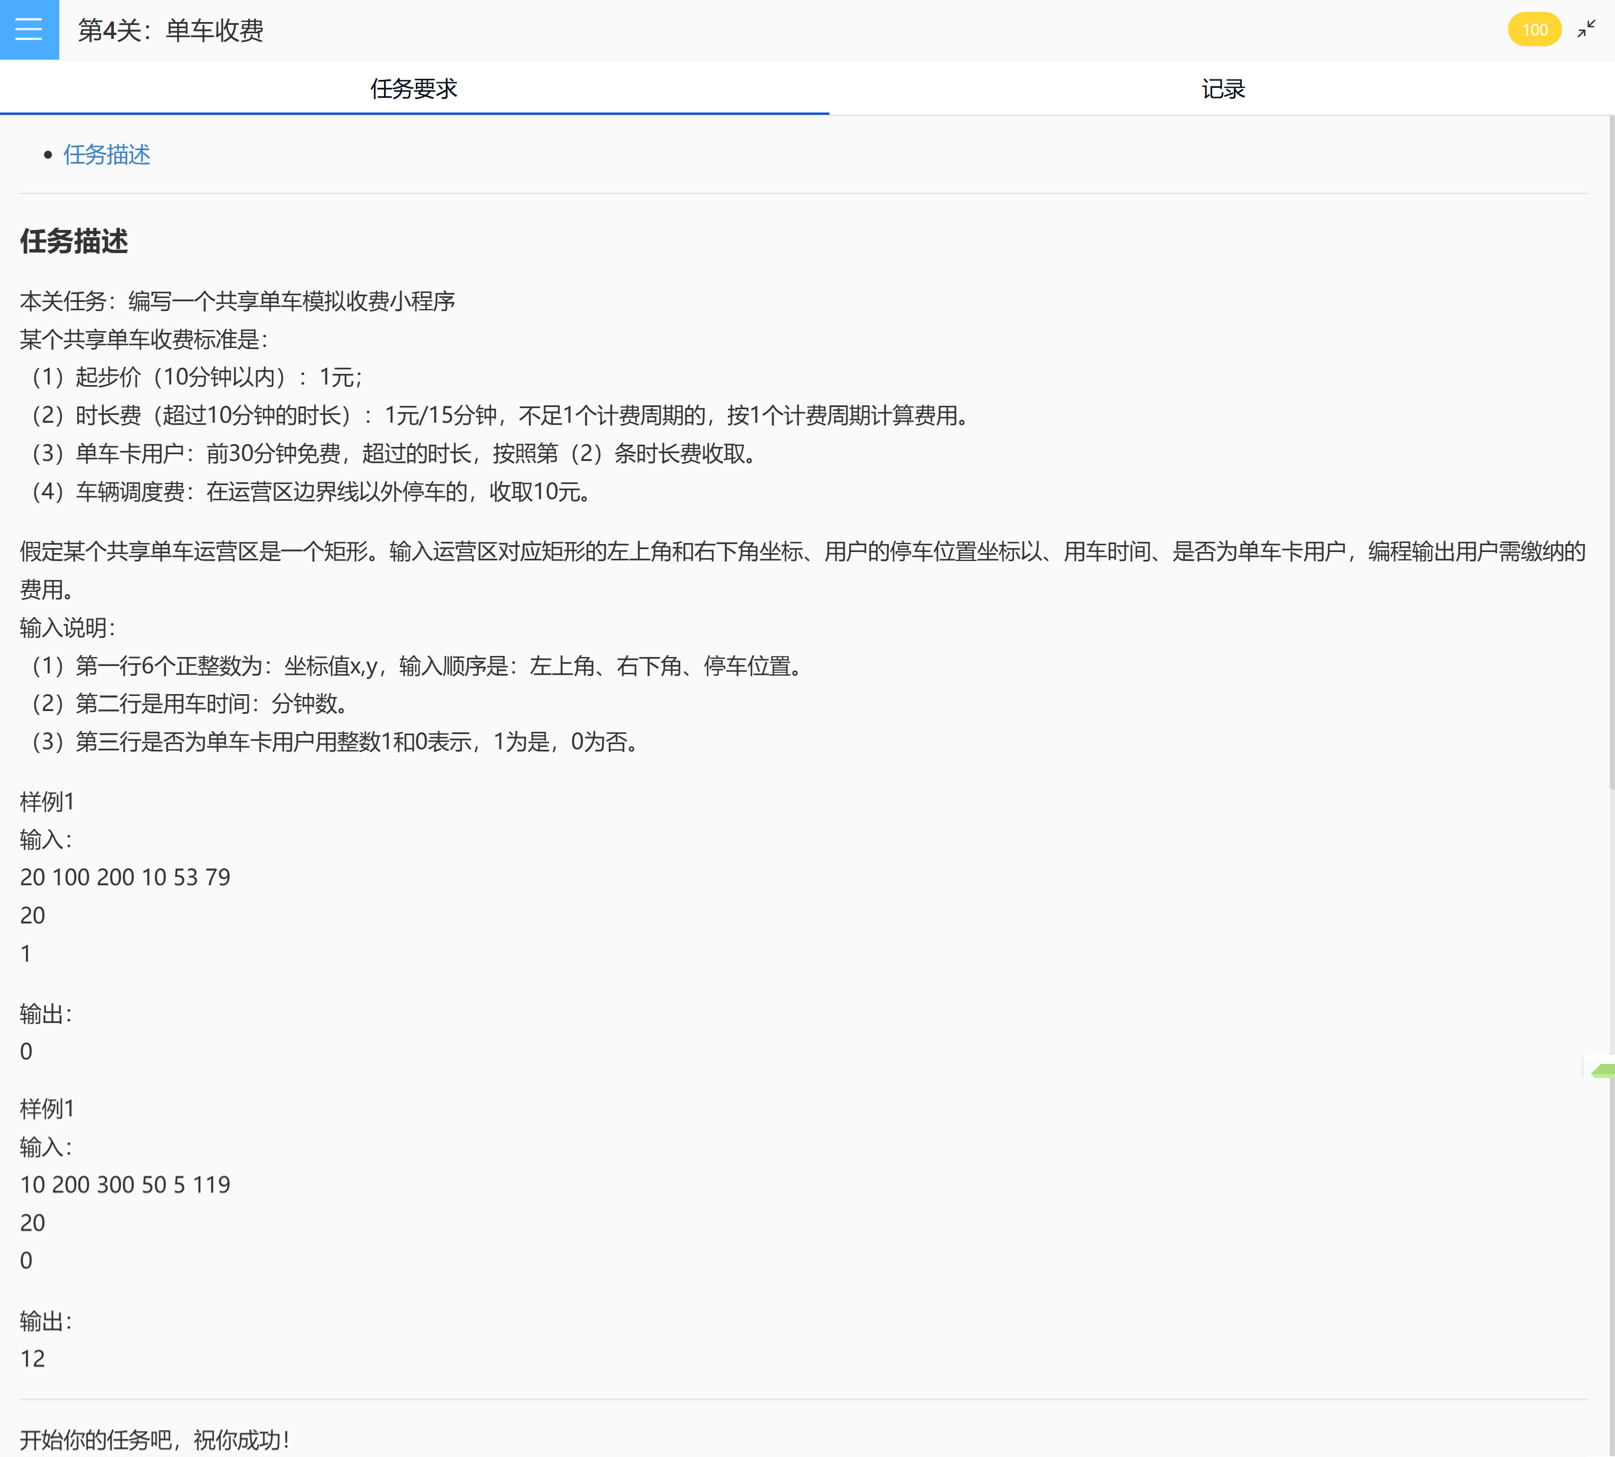 第4关：单车收费
100
任务要求
记录
任务描述
任务描述
本关任务：编写一个共享单车模拟收费小程序
某个共享单车收费标准是：
（1）起步价（10分钟以内）：1元；
（2）时长费（超过10分钟的时长）：1元/15分钟，不足1个计费周期的，按1个计费周期计算费用。
（3）单车卡用户：前30分钟免费，超过的时长，按照第（2）条时长费收取。
（4）车辆调度费：在运营区边界线以外停车的，收取10元。
假定某个共享单车运营区是一个矩形。输入运营区对应矩形的左上角和右下角坐标、用户的停车位置坐标以、用车时间、是否为单车卡用户，编程输出用户需缴纳的
费用。
输入说明：
（1）第一行6个正整数为：坐标值x,y，输入顺序是：左上角、右下角、停车位置。
（2）第二行是用车时间：分钟数。
（3）第三行是否为单车卡用户用整数1和0表示，1为是，0为否。
样例1
输入：
20 100 200 10 53 79
20
1
输出：
0
样例1
输入：
10 200 300 50 5 119
20
0
输出：
12
开始你的任务吧，祝你成功！